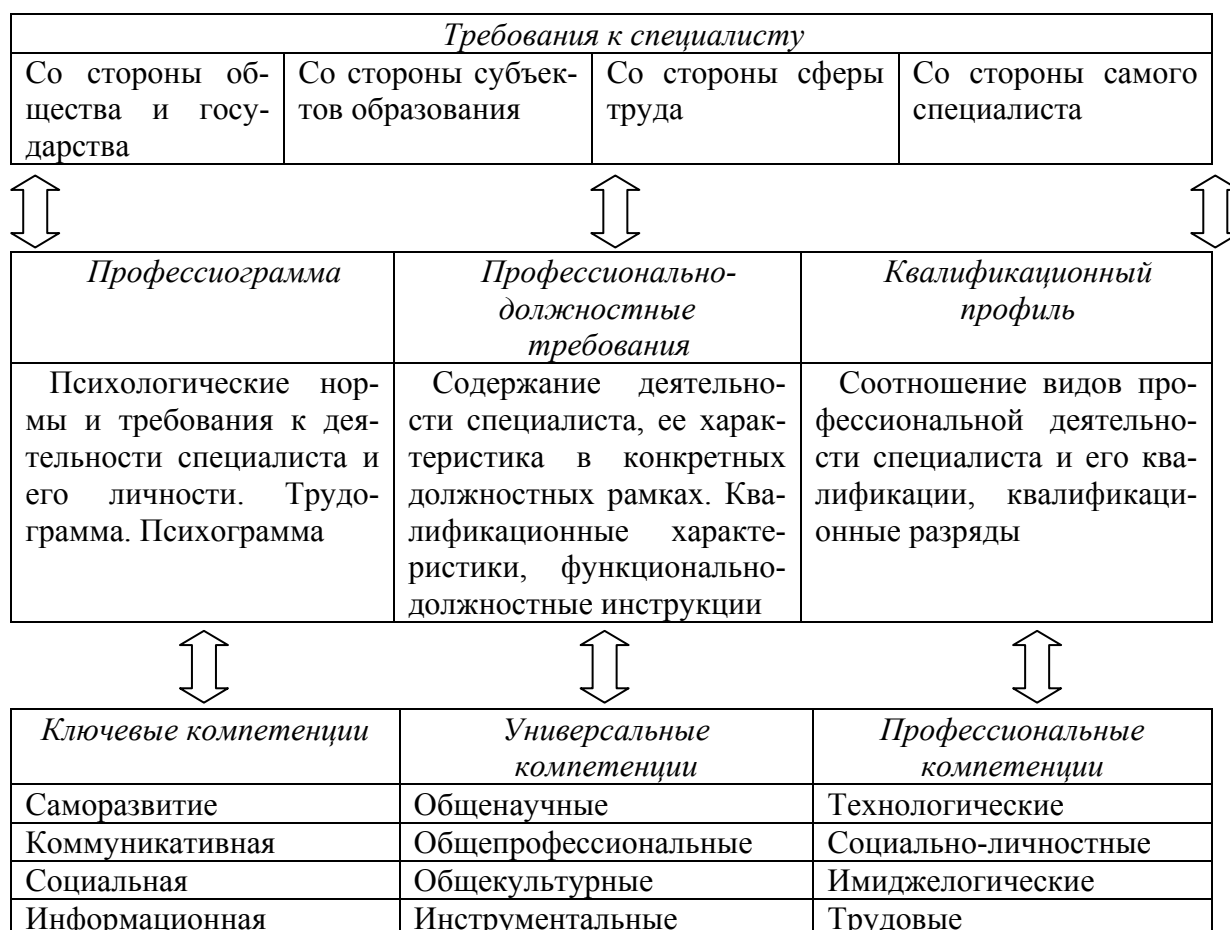 Требования к специалисту
Со стороны об-
щества и госу-
дарства
Со стороны субъек-
тов образования
Со стороны сферы
труда
Со стороны самого
специалиста
Профессиограмма
Профессионально-
должностные
требования
Квалификационный
профиль
Психологические нор-
мы и требования к дея-
тельности специалиста и
его личности. Трудо-
грамма. Психограмма
Содержание деятельно-
сти специалиста, ее харак-
теристика в конкретных
должностных рамках. Ква-
лификационные характе-
ристики, функционально-
должностные инструкции
Соотношение видов про-
фессиональной деятельно-
сти специалиста и его ква-
лификации, квалификаци-
онные разряды
Ключевые компетенции
Универсальные
компетенции
Профессиональные
компетенции
Саморазвитие
Общенаучные
Технологические
Коммуникативная
Общепрофессиональные
Социально-личностные
Социальная
Общекультурные
Имиджелогические
Информационная
Инструментальные
Трудовые